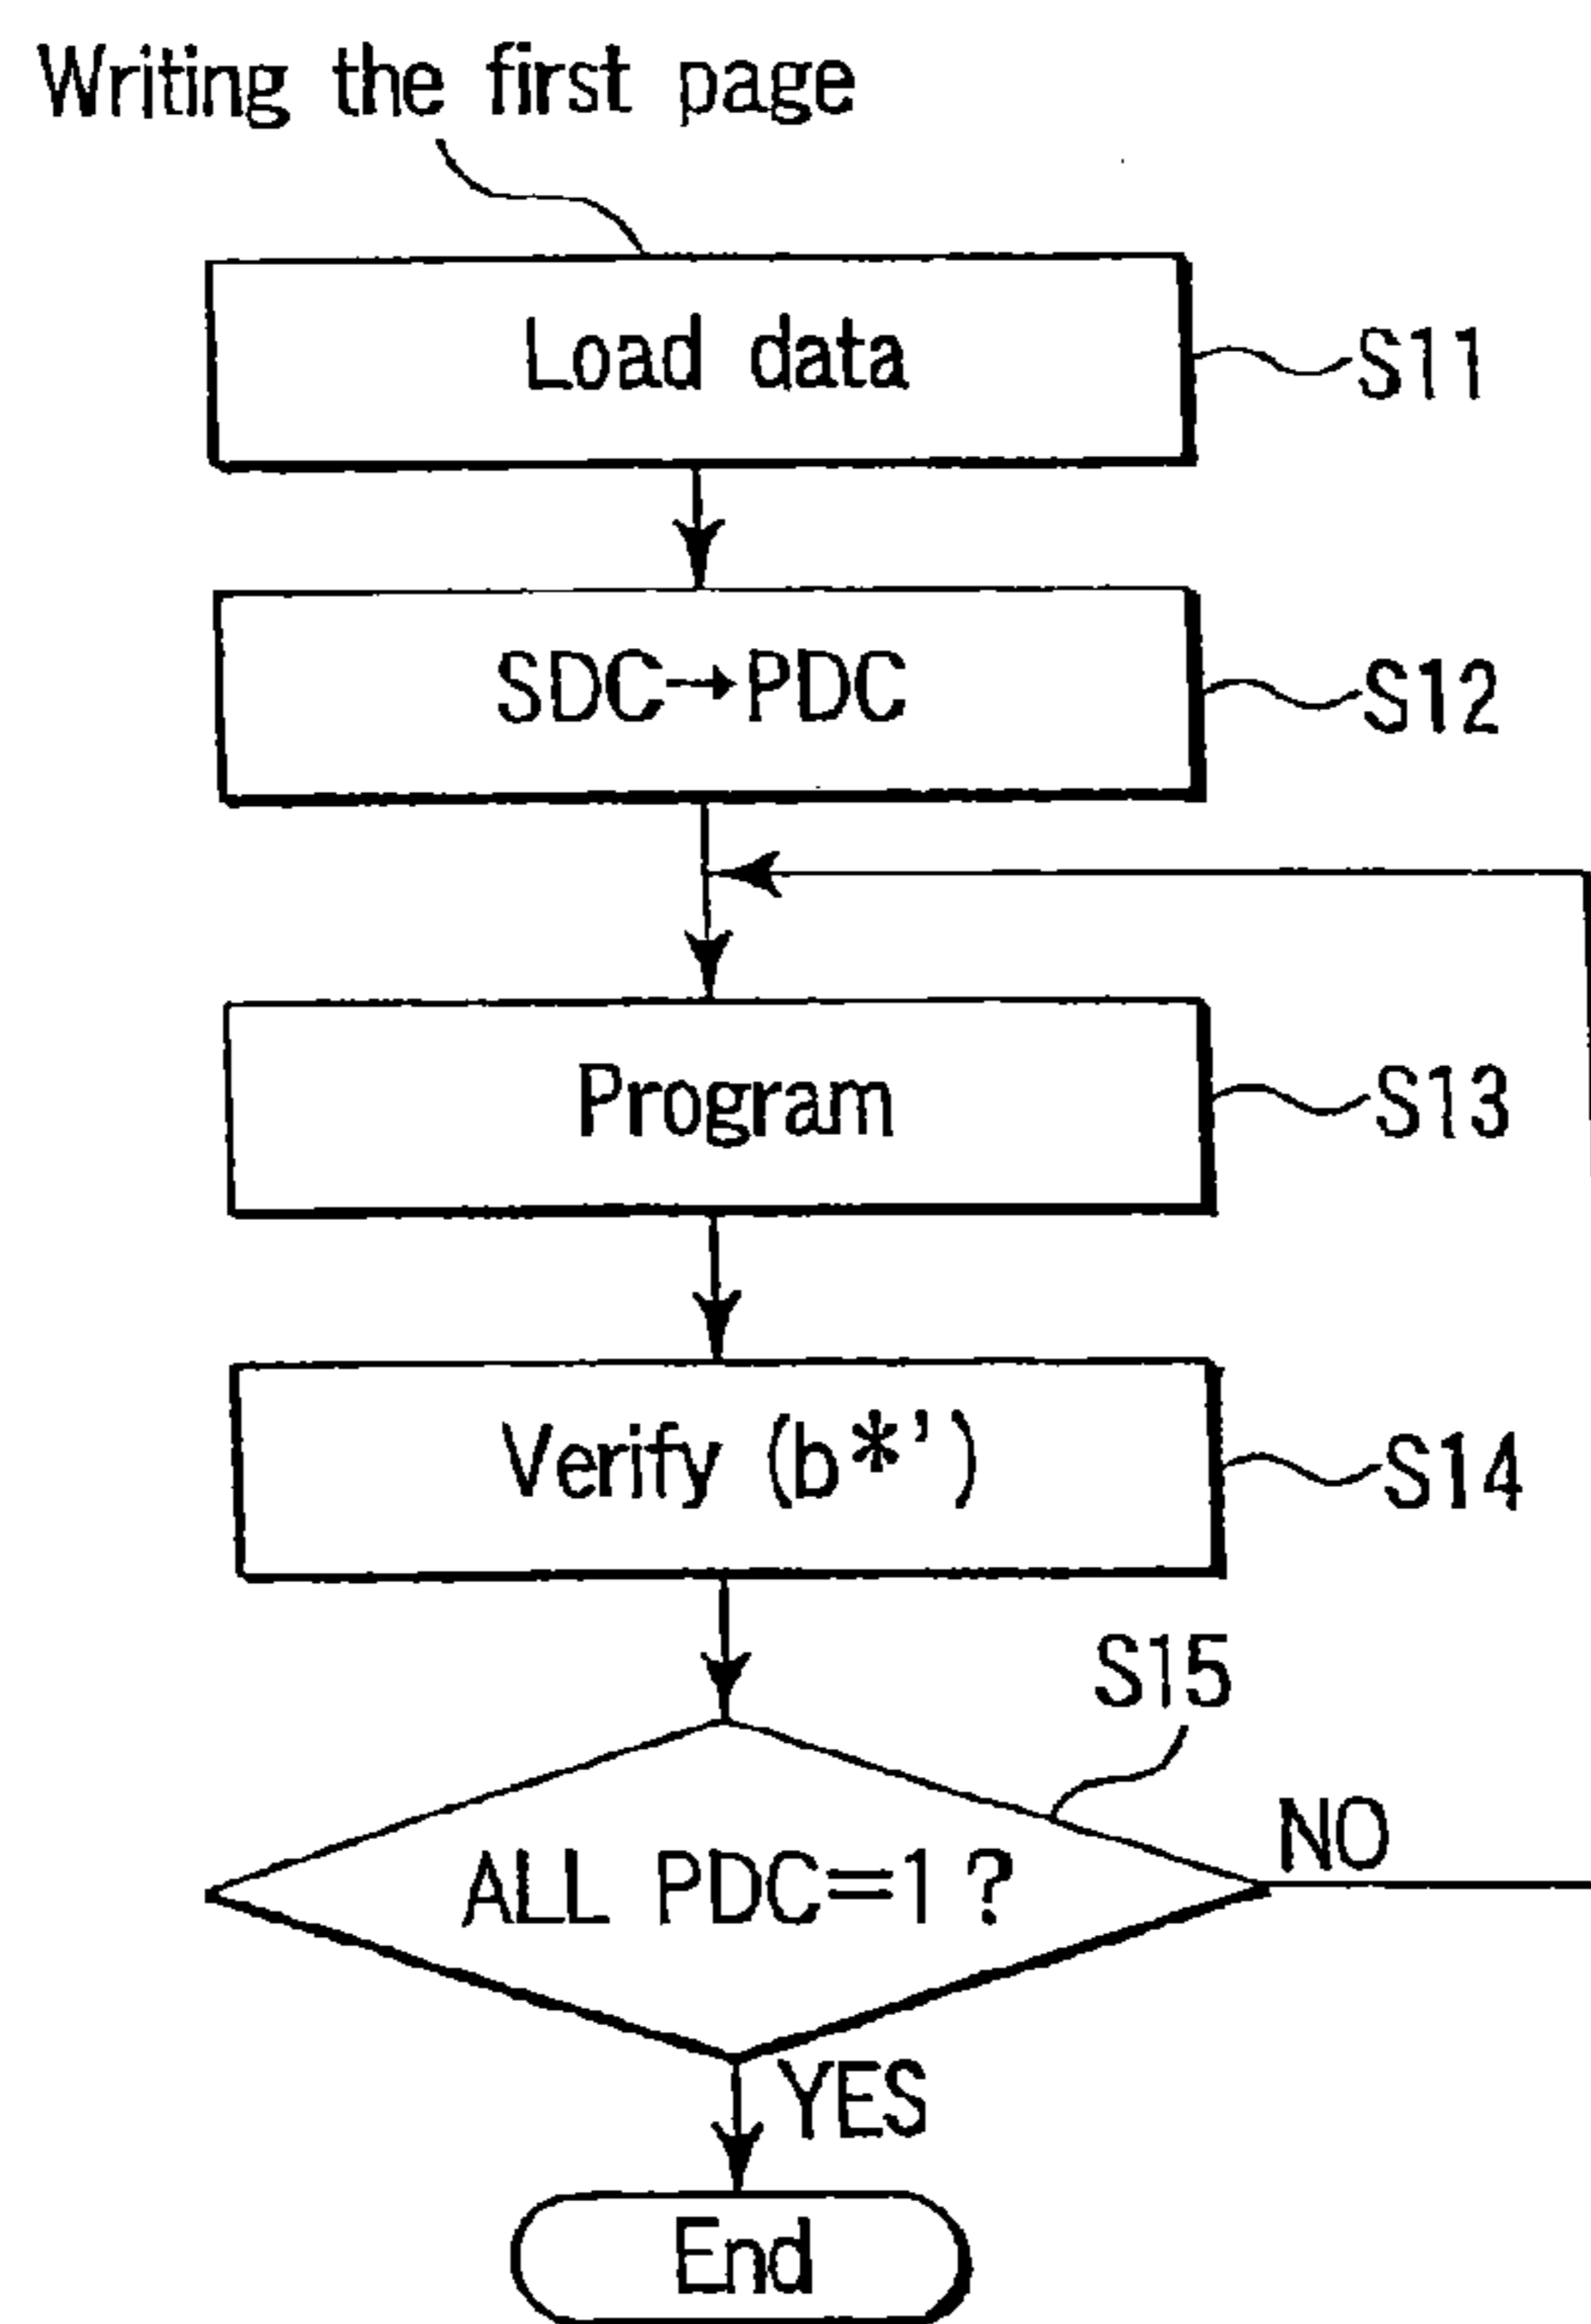 Writing the first page
Load data
S11
SDC→PDC
S12
Program
S13
Verify (b*')
S14
S15
ALL PDC=1 ?
NO
YES
End